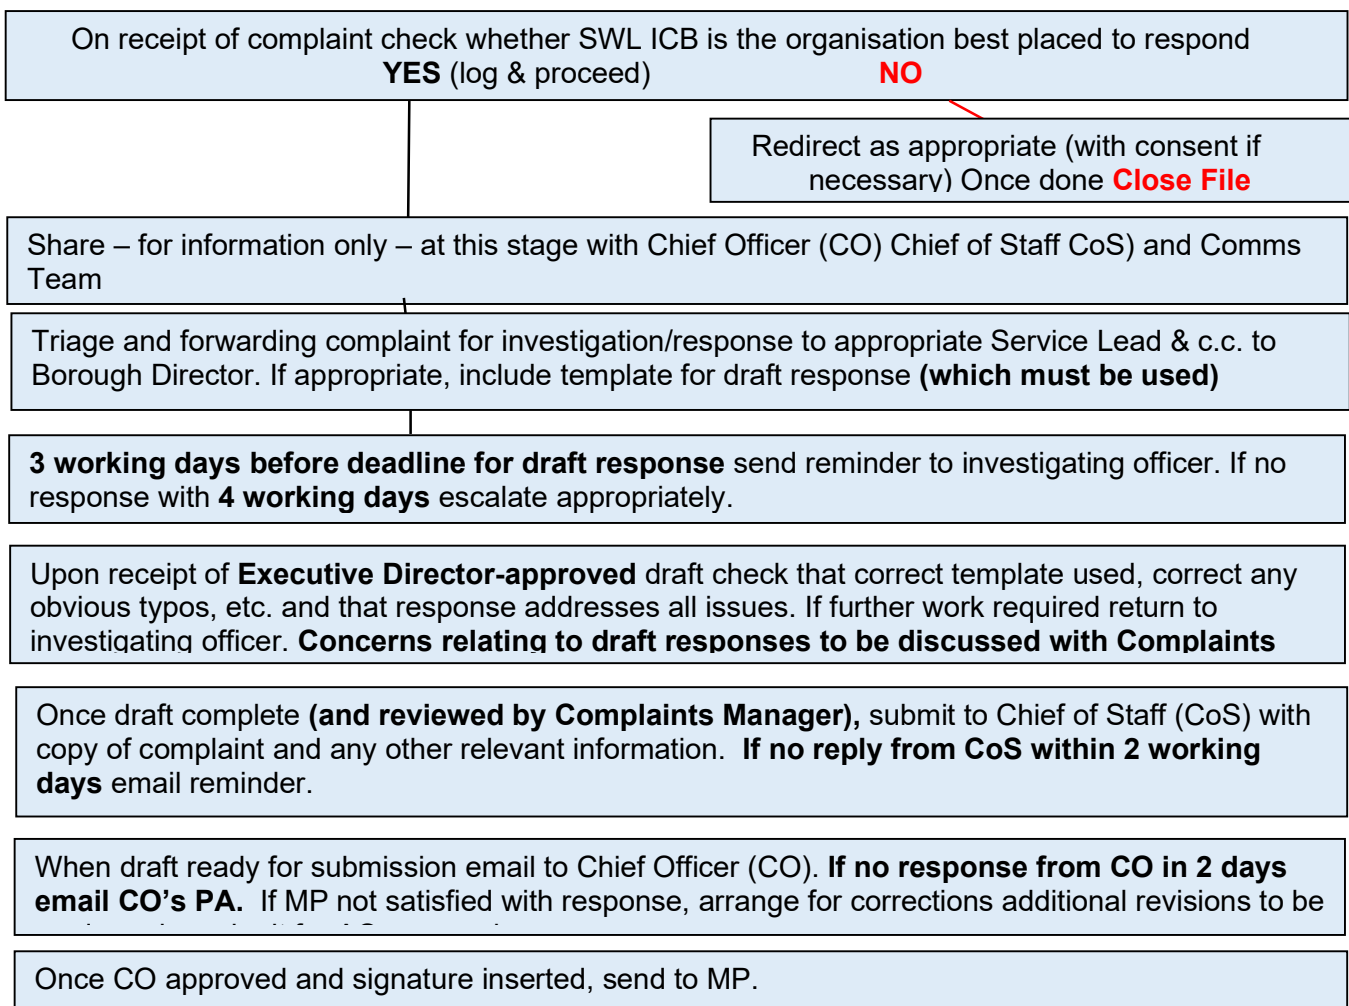 On receipt of complaint check whether SWL ICB is the organisation best placed to respond
YES (log & proceed) NO
Redirect as appropriate (with consent if
necessary) Once done Close File
Share – for information only – at this stage with Chief Officer (CO) Chief of Staff CoS) and Comms
Team
Triage and forwarding complaint for investigation/response to appropriate Service Lead & c.c. to
Borough Director. If appropriate, include template for draft response (which must be used)
3 working days before deadline for draft response send reminder to investigating officer. If no
response with 4 working days escalate appropriately.
Upon receipt of Executive Director-approved draft check that correct template used, correct any
obvious typos, etc. and that response addresses all issues. If further work required return to
investigating officer. Concerns relating to draft responses to be discussed with Complaints
Once draft complete (and reviewed by Complaints Manager), submit to Chief of Staff (CoS) with
copy of complaint and any other relevant information. If no reply from CoS within 2 working
days email reminder.
When draft ready for submission email to Chief Officer (CO). If no response from CO in 2 days
email CO's PA. If MP not satisfied with response, arrange for corrections additional revisions to be
Once CO approved and signature inserted, send to MP.